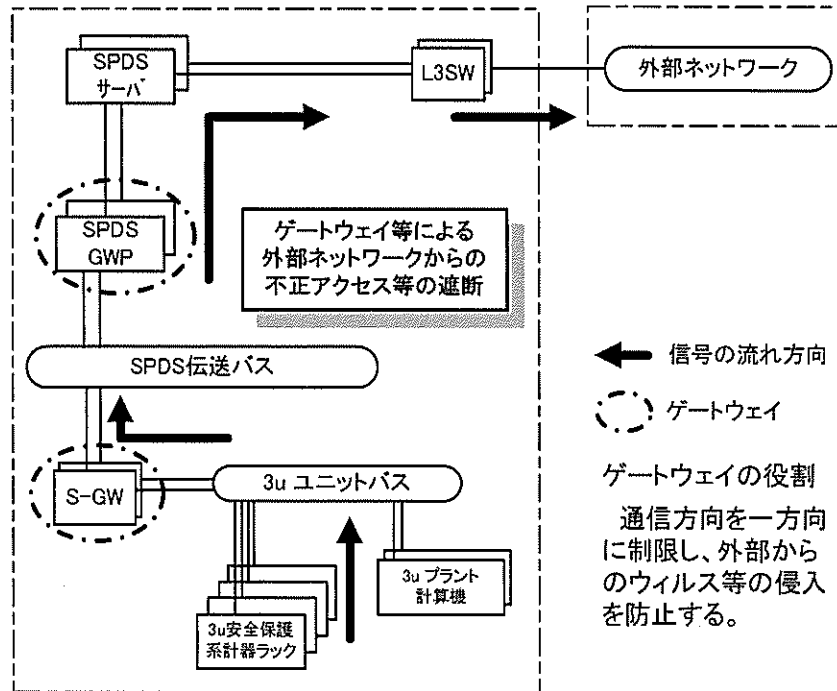 SPDS
サーバ
L3SW
外部ネットワーク
SPDS
GWP
ゲートウェイ等による
外部ネットワークからの
不正アクセス等の遮断
SPDS伝送バス
信号の流れ方向
ゲートウェイ
S-GW
3u ユニットバス
ゲートウェイの役割
通信方向を一方向
に制限し、外部から
のウィルス等の侵入
を防止する。
3u プラント
計算機
3u安全保護
系計器ラック